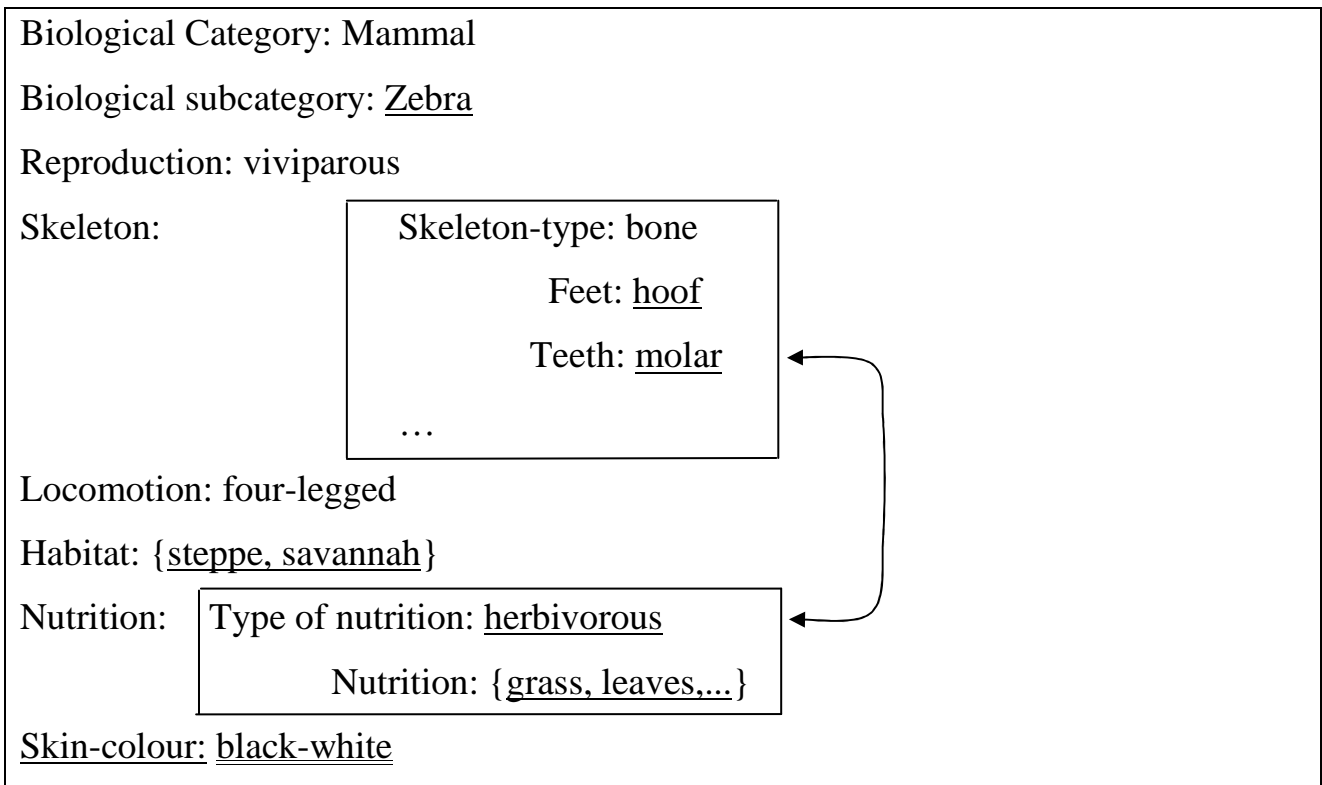 Biological Category: Mammal
Biological subcategory: Zebra
Reproduction: viviparous
Skeleton: Skeleton-type: bone
Feet: hoof
Teeth: molar
…
Locomotion: four-legged
Habitat: {steppe, savannah}
Nutrition: Type of nutrition: herbivorous
Nutrition: {grass, leaves,...}
Skin-colour: black-white